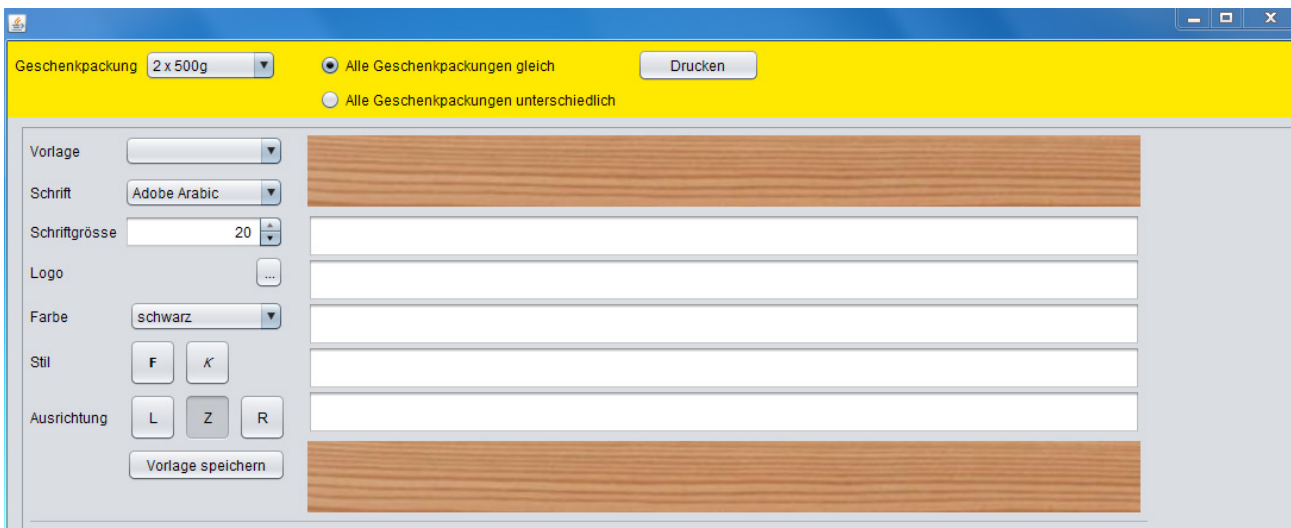 Geschenkpackung 2 x 500g Alle Geschenkpackungen gleich Drucken
Alle Geschenkpackungen unterschiedlich
Vorlage
Schrift Adobe Arabic
Schriftgrösse 20
Logo ...
Farbe schwarz
Stil F K
Ausrichtung L Z R
Vorlage speichern